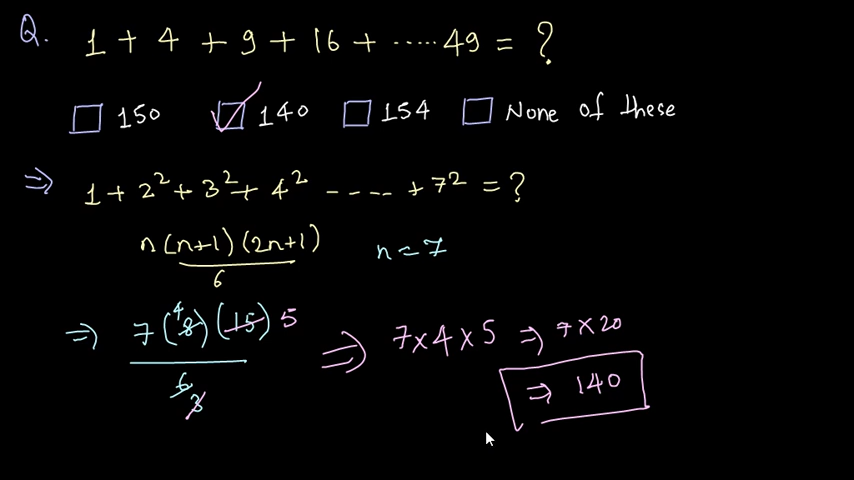 Q. 1 + 4 + 9 + 16 + ..... 49 = ?
150 140 154 None of these
⇒ 1 + 2² + 3² + 4² ---- + 7² = ?
n(n+1)(2n+1) n = 7
6
⇒ 7(8)(15) 4 5 ⇒ 7×4×5 ⇒ 7×20
6 3 ⇒ 140